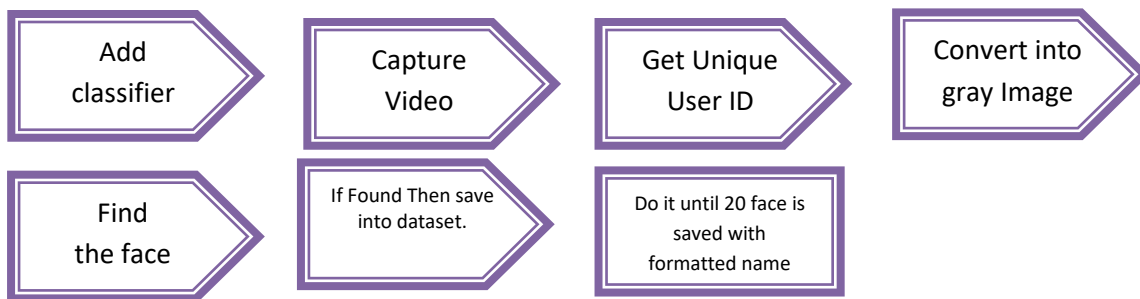 Add
classifier
Capture
Video
Get Unique
User ID
Convert into
gray Image
Find
the face
If Found Then save
into dataset.
Do it until 20 face is
saved with
formatted name